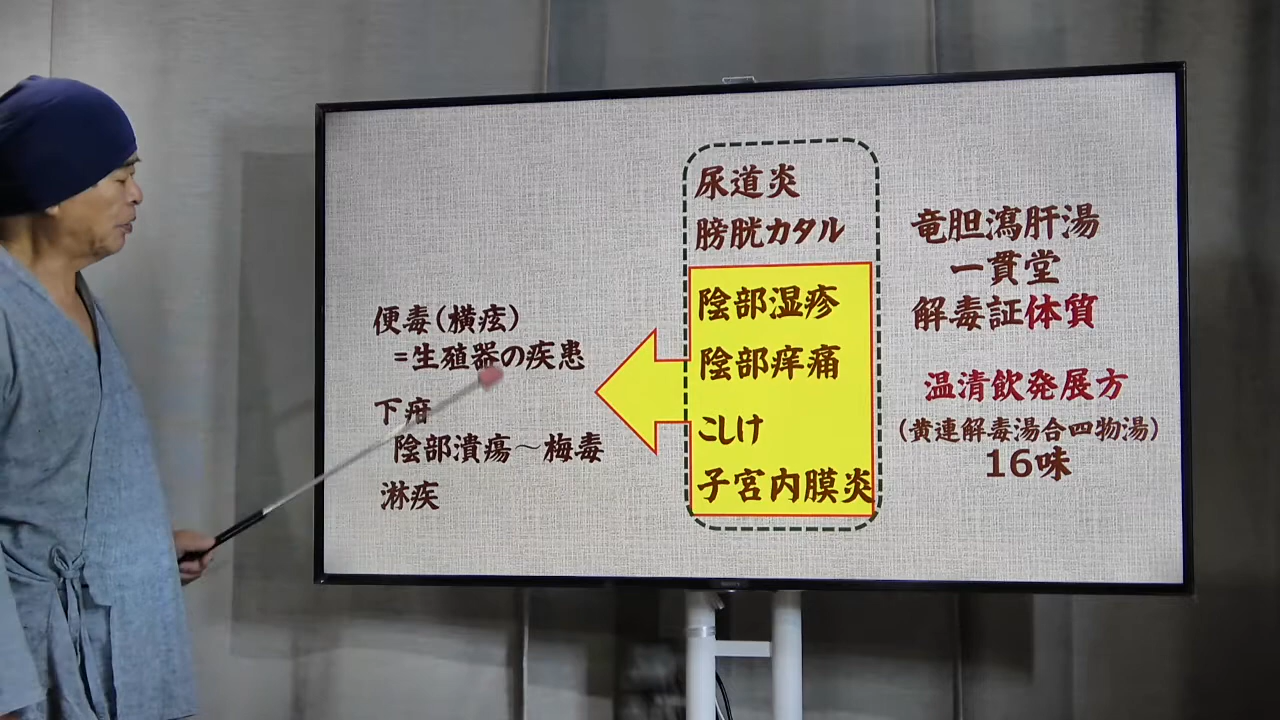 尿道炎
膀胱カタル
陰部湿疹
陰部痒痛
こしけ
子宮内膜炎
竜胆瀉肝湯
一貫堂
解毒証体質
温清飲発展方
(黄連解毒湯合四物湯)
16味
便毒(横痃)
=生殖器の疾患
下疳
陰部潰瘍~梅毒
淋疾